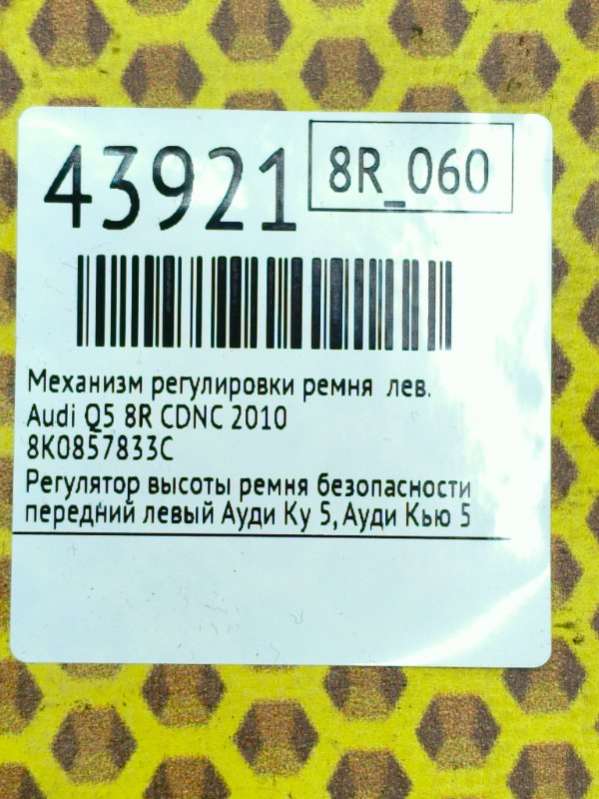 43921
8R_060
Механизм регулировки ремня лев.
Audi Q5 8R CDNC 2010
8K0857833C
Регулятор высоты ремня безопасности
передний левый Ауди Ку 5, Ауди Кью 5